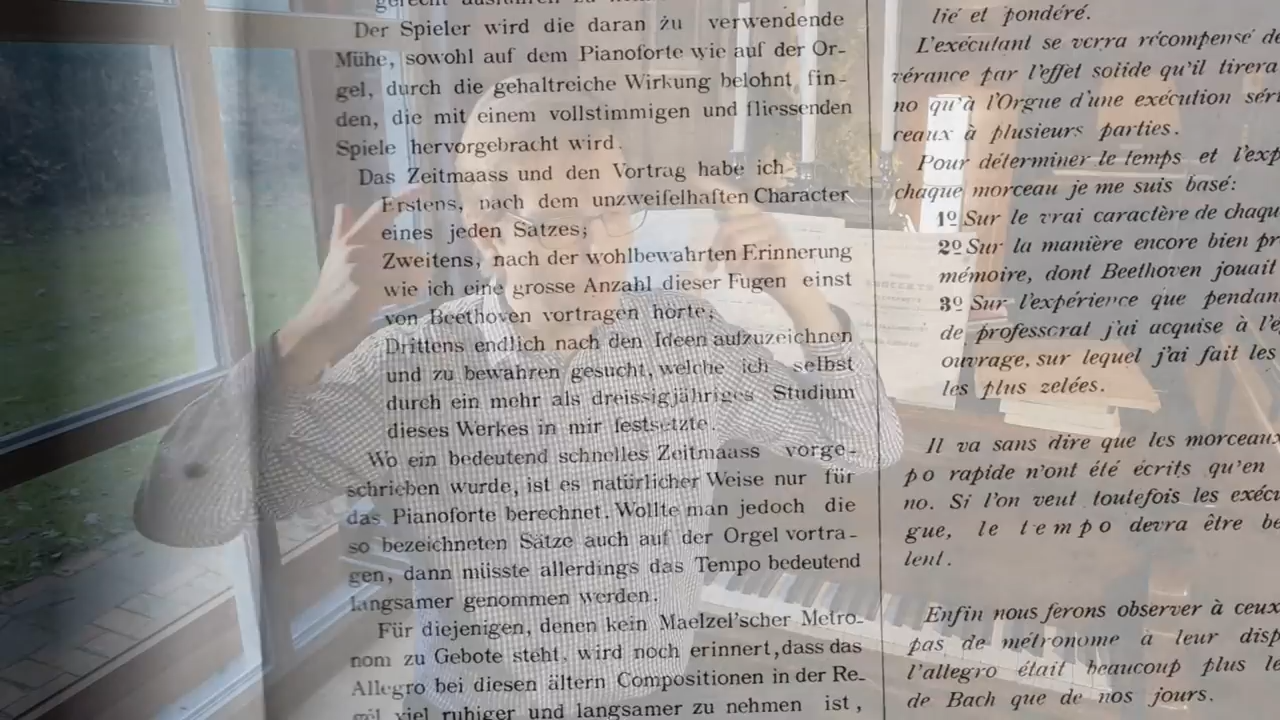 gerecht ausführen zu
Der Spieler wird die daran zu verwendende
Mühe, sowohl auf dem Pianoforte wie auf der Or-
gel, durch die gehaltreiche Wirkung belohnt fin-
den, die mit einem vollstimmigen und fliessenden
Spiele hervorgebracht wird.
Das Zeitmaass und den Vortrag habe ich
Erstens, nach dem unzweifelhaften Character
eines jeden Satzes;
Zweitens, nach der wohlbewahrten Erinnerung
wie ich eine grosse Anzahl dieser Fugen einst
von Beethoven vortragen hörte;
Drittens endlich nach den Ideen aufzuzeichnen
und zu bewahren gesucht, welche ich selbst
durch ein mehr als dreissigjähriges Studium
dieses Werkes in mir festsetzte.
Wo ein bedeutend schnelles Zeitmaass vorge-
schrieben wurde, ist es natürlicher Weise nur für
das Pianoforte berechnet. Wollte man jedoch die
so bezeichneten Sätze auch auf der Orgel vortra-
gen, dann müsste allerdings das Tempo bedeutend
langsamer genommen werden.
Für diejenigen, denen kein Maelzel'scher Metro-
nom zu Gebote steht, wird noch erinnert, dass das
Allegro bei diesen ältern Compositionen in der Re-
gel viel ruhiger und langsamer zu nehmen ist,
lié et pondéré.
L'exécutant se verra récompensé de
vérance par l'effet solide qu'il tirera
no qu'à l'Orgue d'une exécution séri
ceaux à plusieurs parties.
Pour déterminer le temps et l'exp
chaque morceau je me suis basé:
1º Sur le vrai caractère de chaqu
2º Sur la manière encore bien pr
mémoire, dont Beethoven jouait
3º Sur l'expérience que pendan
de professorat j'ai acquise à l'é
ouvrage, sur lequel j'ai fait les
les plus zelées.
Il va sans dire que les morceaux
po rapide n'ont été écrits qu'en
no. Si l'on veut toutefois les exécu
gue, le tempo devra être be
lent.
Enfin nous ferons observer à ceux
pas de métronome à leur disp
l'allegro était beaucoup plus le
de Bach que de nos jours.